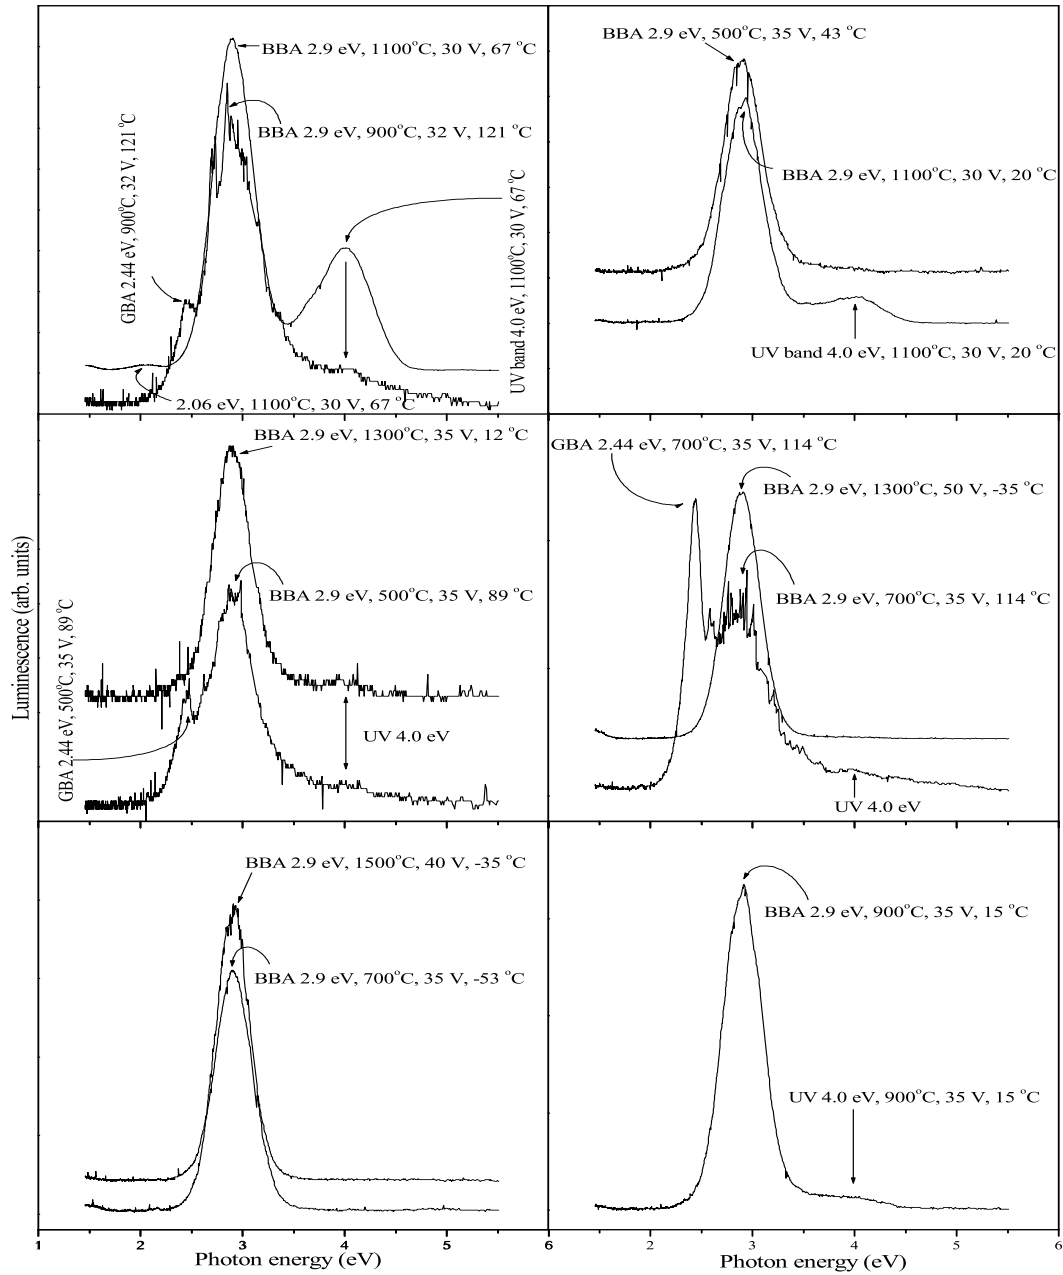 BBA 2.9 eV, 1100°C, 30 V, 67 °C
BBA 2.9 eV, 900°C, 32 V, 121 °C
GBA 2.44 eV, 900°C, 32 V, 121 °C
UV band 4.0 eV, 1100°C, 30 V, 67 °C
2.06 eV, 1100°C, 30 V, 67 °C
BBA 2.9 eV, 500°C, 35 V, 43 °C
BBA 2.9 eV, 1100°C, 30 V, 20 °C
UV band 4.0 eV, 1100°C, 30 V, 20 °C
Luminescence (arb. units)
BBA 2.9 eV, 1300°C, 35 V, 12 °C
BBA 2.9 eV, 500°C, 35 V, 89 °C
GBA 2.44 eV, 500°C, 35 V, 89 °C
UV 4.0 eV
GBA 2.44 eV, 700°C, 35 V, 114 °C
BBA 2.9 eV, 1300°C, 50 V, -35 °C
BBA 2.9 eV, 700°C, 35 V, 114 °C
UV 4.0 eV
BBA 2.9 eV, 1500°C, 40 V, -35 °C
BBA 2.9 eV, 700°C, 35 V, -53 °C
BBA 2.9 eV, 900°C, 35 V, 15 °C
UV 4.0 eV, 900°C, 35 V, 15 °C
1 2 3 4 5 6 2 3 4 5 6
Photon energy (eV) Photon energy (eV)